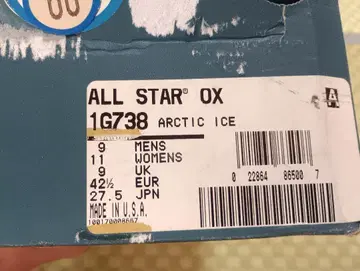 ALL STAR® OX
1G738 ARCTIC ICE
9 MENS
11 WOMENS
9 UK
42½ EUR
27.5 JPN
MADE IN U.S.A.
0 22864 86500 7
A